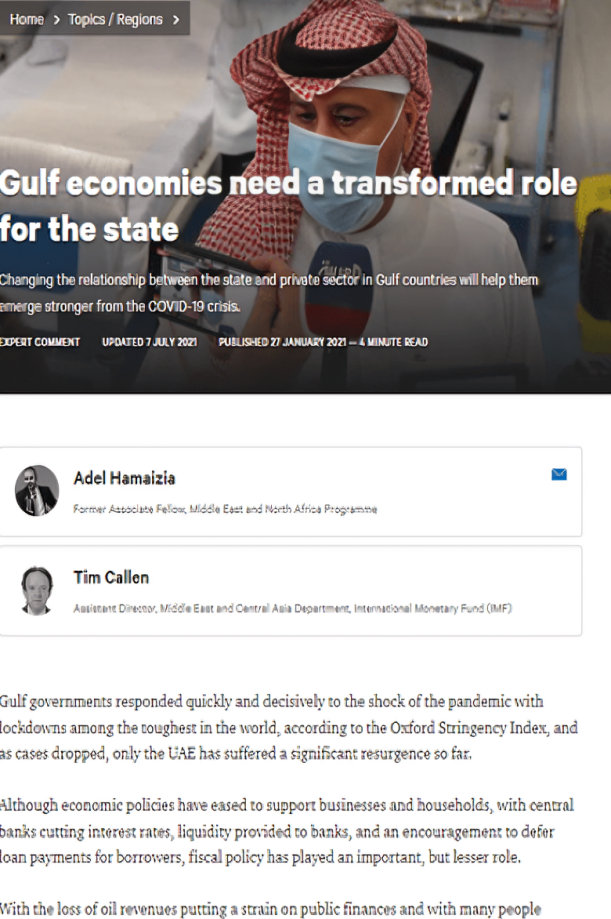 Home > Topics / Regions >
Gulf economies need a transformed role
for the state
Changing the relationship between the state and private sector in Gulf countries will help them
emerge stronger from the COVID-19 crisis.
EXPERT COMMENT UPDATED 7 JULY 2021 PUBLISHED 27 JANUARY 2021 — 4 MINUTE READ
Adel Hamaizia
Former Associate Fellow, Middle East and North Africa Programme
Tim Callen
Assistant Director, Middle East and Central Asia Department, International Monetary Fund (IMF)
Gulf governments responded quickly and decisively to the shock of the pandemic with
lockdowns among the toughest in the world, according to the Oxford Stringency Index, and
as cases dropped, only the UAE has suffered a significant resurgence so far.
Although economic policies have eased to support businesses and households, with central
banks cutting interest rates, liquidity provided to banks, and an encouragement to defer
loan payments for borrowers, fiscal policy has played an important, but lesser role.
With the loss of oil revenues putting a strain on public finances and with many people